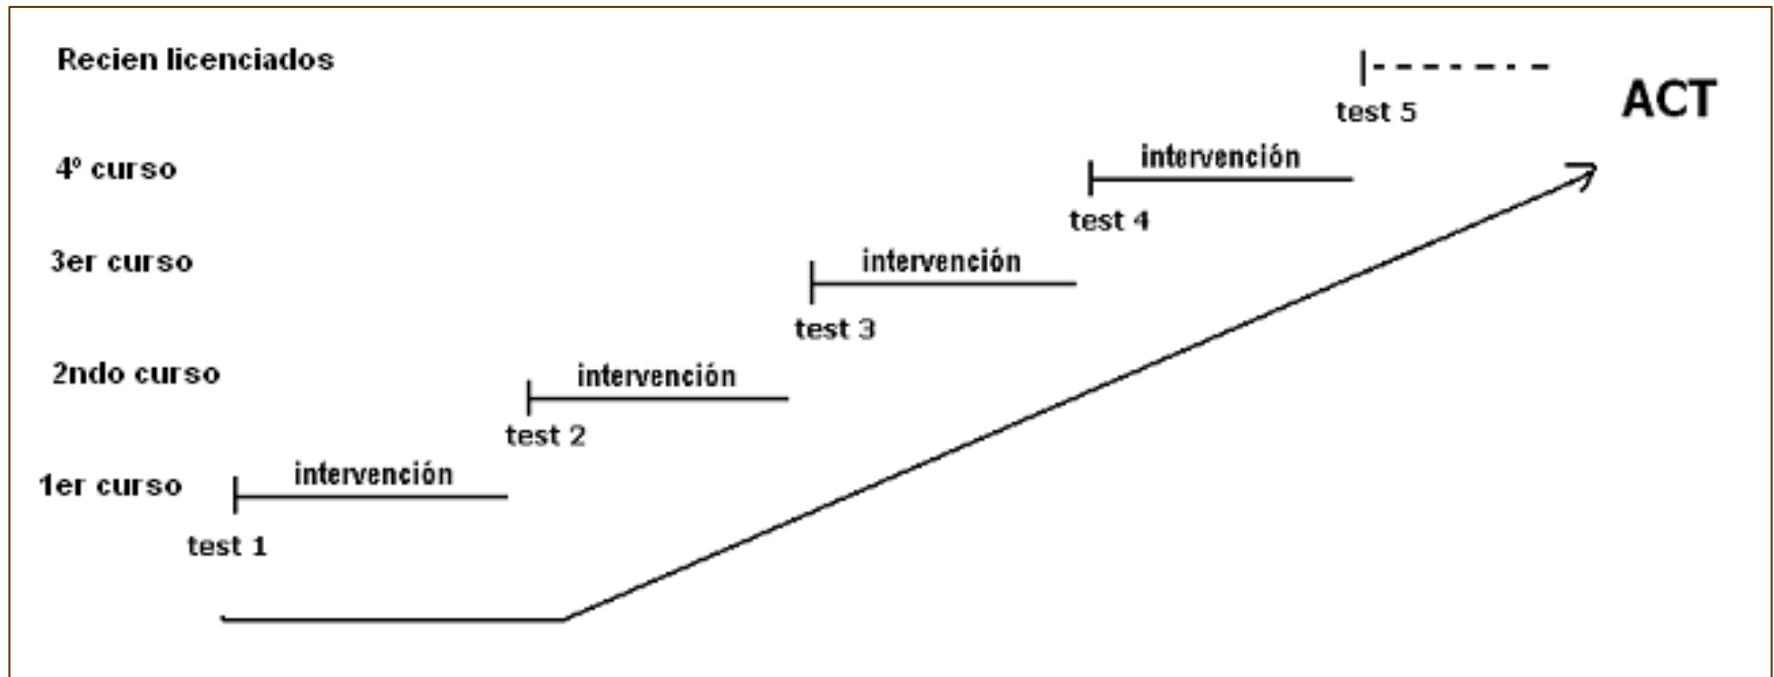 Recien licenciados
test 5
ACT
4º curso
intervención
test 4
3er curso
intervención
test 3
2ndo curso
intervención
test 2
1er curso
intervención
test 1